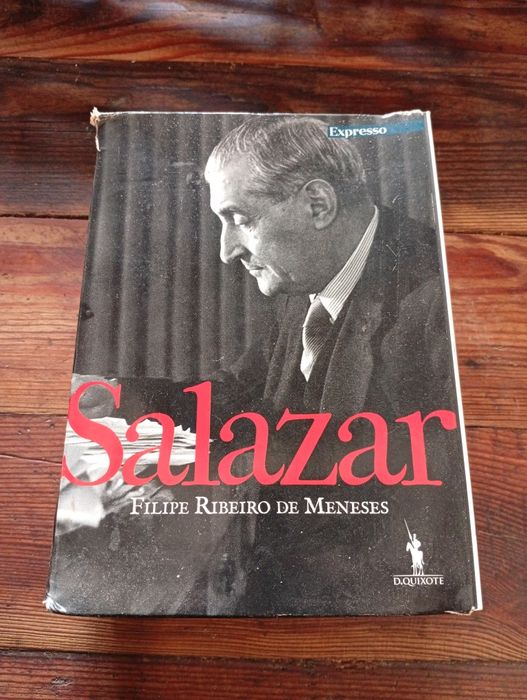 Expresso
Salazar
FILIPE RIBEIRO DE MENESES
D.QUIXOTE